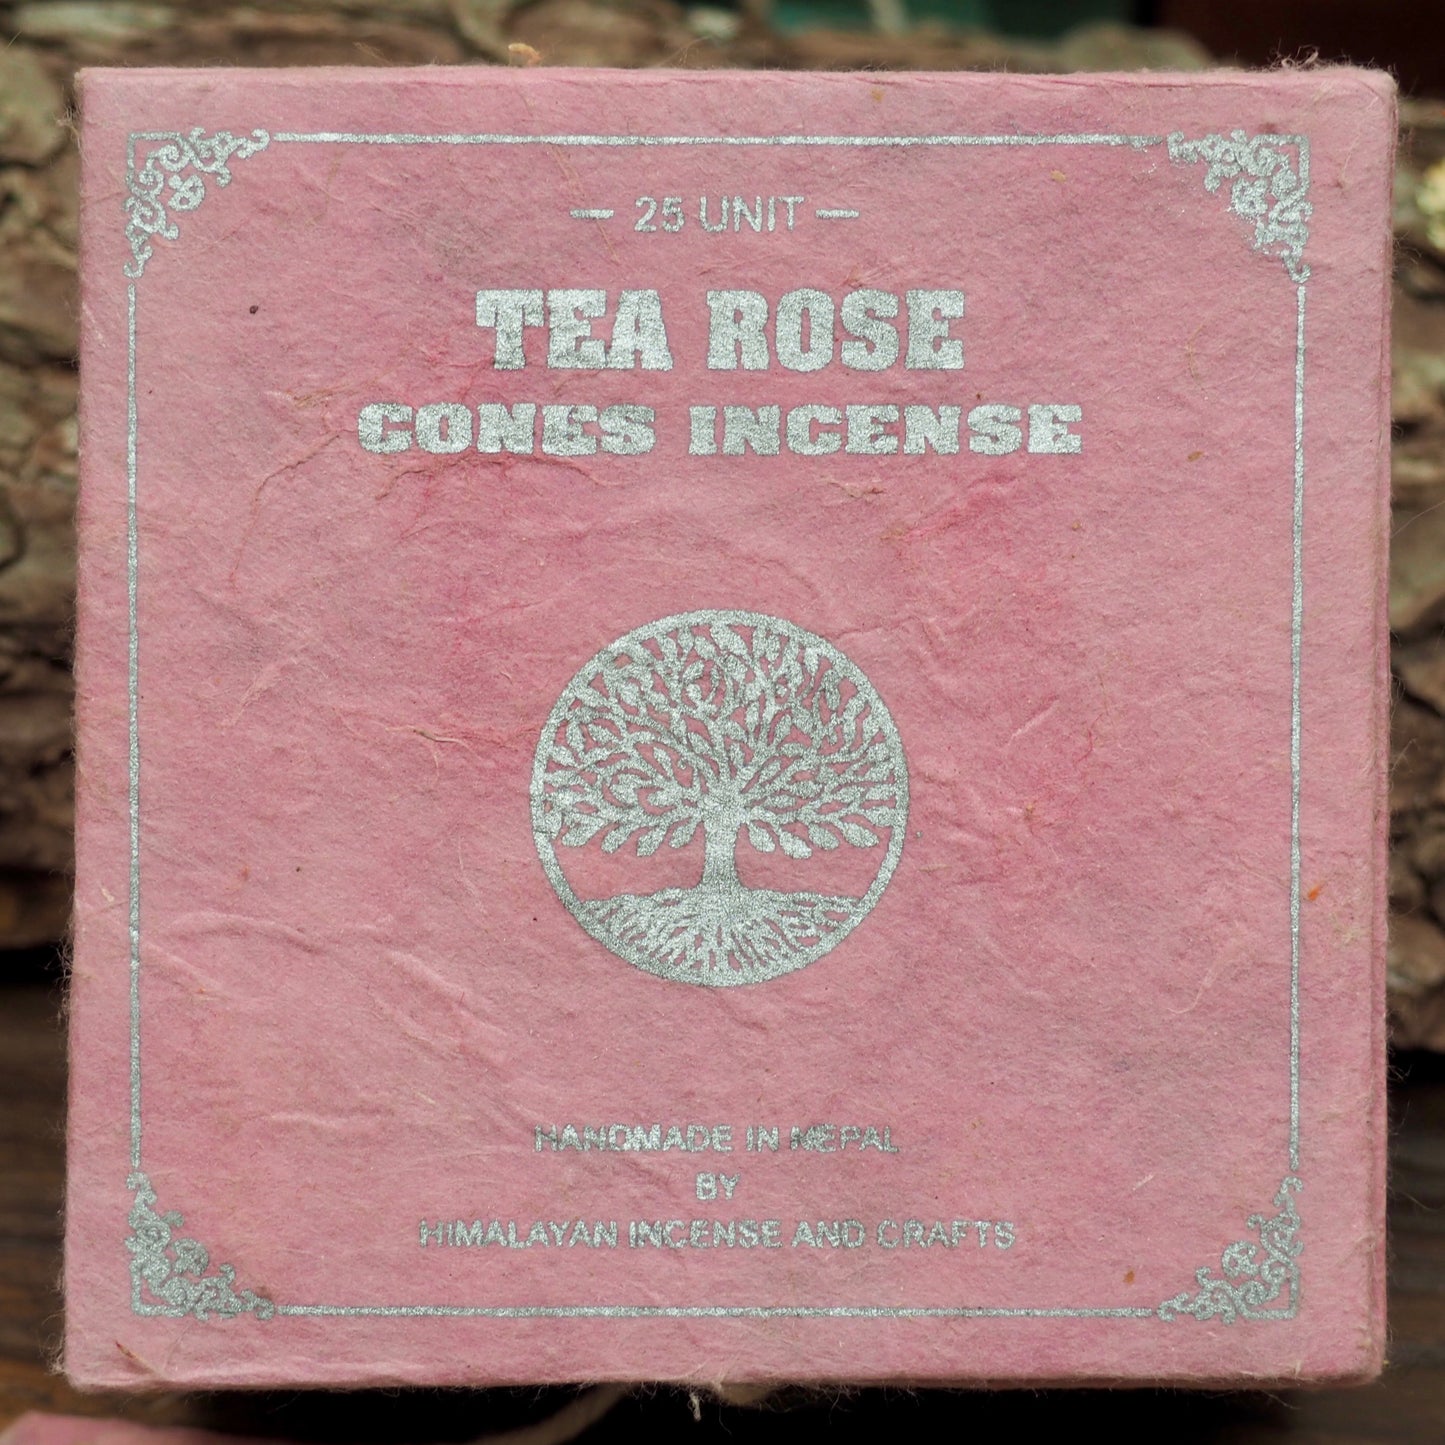 — 25 UNIT —
TEA ROSE
CONES INCENSE
HANDMADE IN NEPAL
BY
HIMALAYAN INCENSE AND CRAFTS